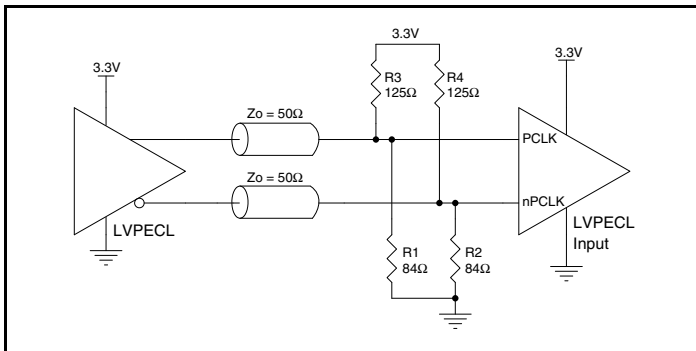 3.3V
3.3V
3.3V
R3
125Ω
R4
125Ω
Zo = 50Ω
PCLK
Zo = 50Ω
nPCLK
LVPECL
LVPECL
Input
R1
84Ω
R2
84Ω